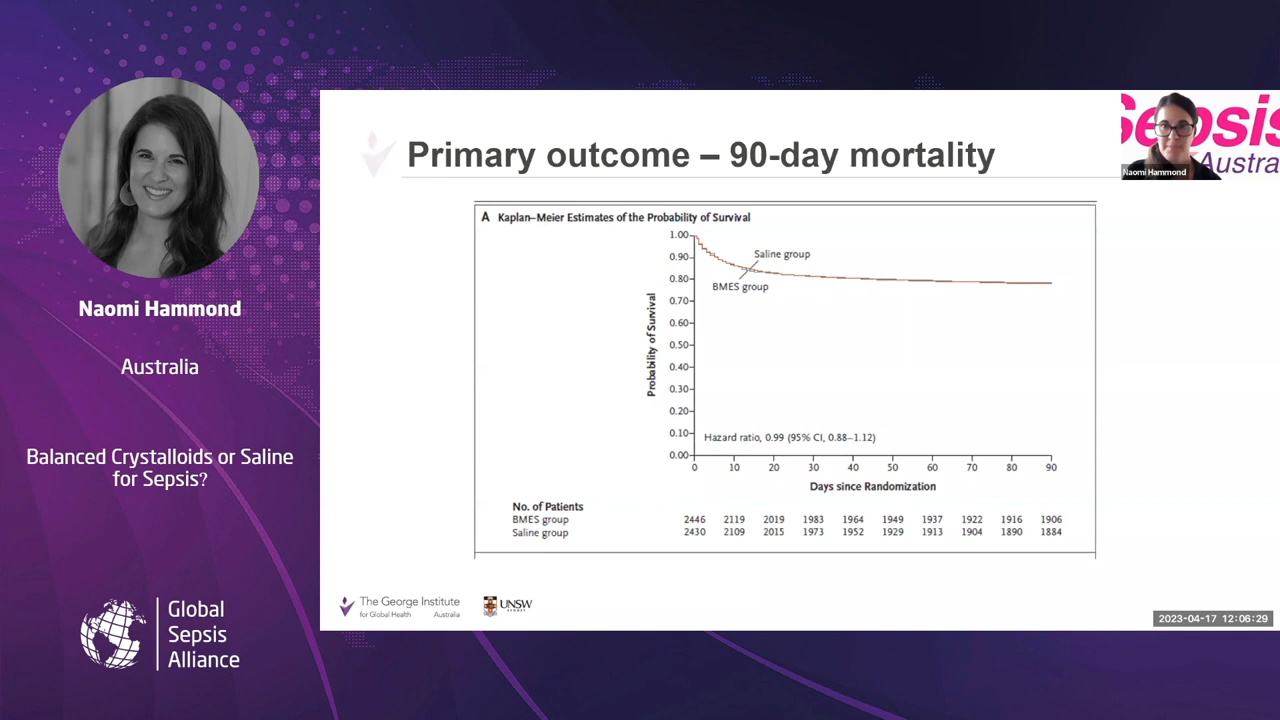 Naomi Hammond
Australia
Balanced Crystalloids or Saline
for Sepsis?
Global
Sepsis
Alliance
Primary outcome – 90-day mortality
Sepsis
Austra
Naomi Hammond
A Kaplan–Meier Estimates of the Probability of Survival
Probability of Survival
1.00
0.90
0.80
0.70
0.60
0.50
0.40
0.30
0.20
0.10
0.00
Saline group
BMES group
Hazard ratio, 0.99 (95% CI, 0.88–1.12)
0 10 20 30 40 50 60 70 80 90
Days since Randomization
No. of Patients
BMES group 2446 2119 2019 1983 1964 1949 1937 1922 1916 1906
Saline group 2430 2109 2015 1973 1952 1929 1913 1904 1890 1884
The George Institute
for Global Health Australia
UNSW
SYDNEY
2023-04-17 12:06:29